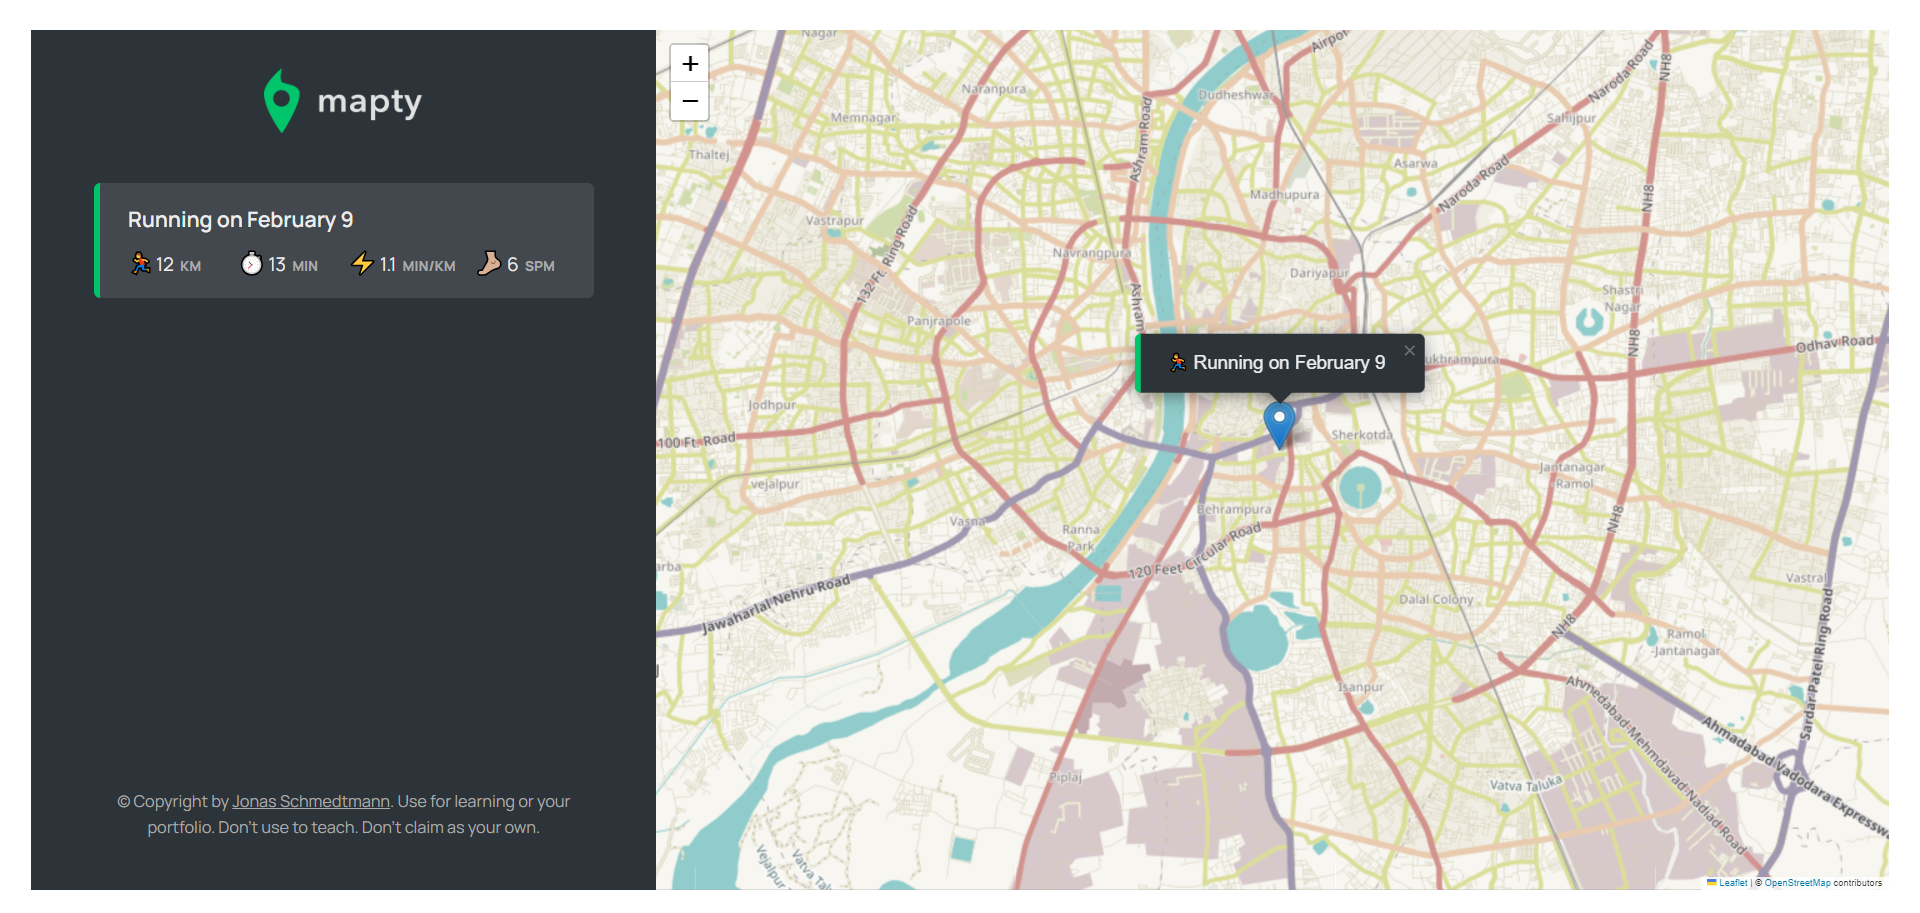 mapty
Running on February 9
12 KM
13 MIN
1.1 MIN/KM
6 SPM
© Copyright by Jonas Schmedtmann. Use for learning or your
portfolio. Don't use to teach. Don't claim as your own.
+
−
Nagar
Airport
Naranpura
Dudheshwar
Naroda Road
NH8
Memnagar
Ashram Road
Sahijpur
Thaltej
Asarwa
Naroda Road
Madhupura
NH8
Vastrapur
132 Ft. Ring Road
Navrangpura
Dariyapur
Shastri
Nagar
Ashram
Panjrapole
NH8
Odhav Road
Running on February 9
×
ukhrampura
Jodhpur
100 Ft. Road
Sherkotda
Jantanagar
Ramol
vejalpur
Behrampura
NH8
Vasna
Ranna
Park
120 Feet Circular Road
arba
Vastral
Jawaharlal Nehru Road
Dalal Colony
Sardar Patel Ring Road
NH8
Ramol
-Jantanagar
Isanpur
Ahmedabad-Mehmdavad-Nadiad Road
Ahmadabad Vadodara Expressw
Piplaj
Vatva Taluka
Vejalpur
Vatva Talu
Leaflet | © OpenStreetMap contributors